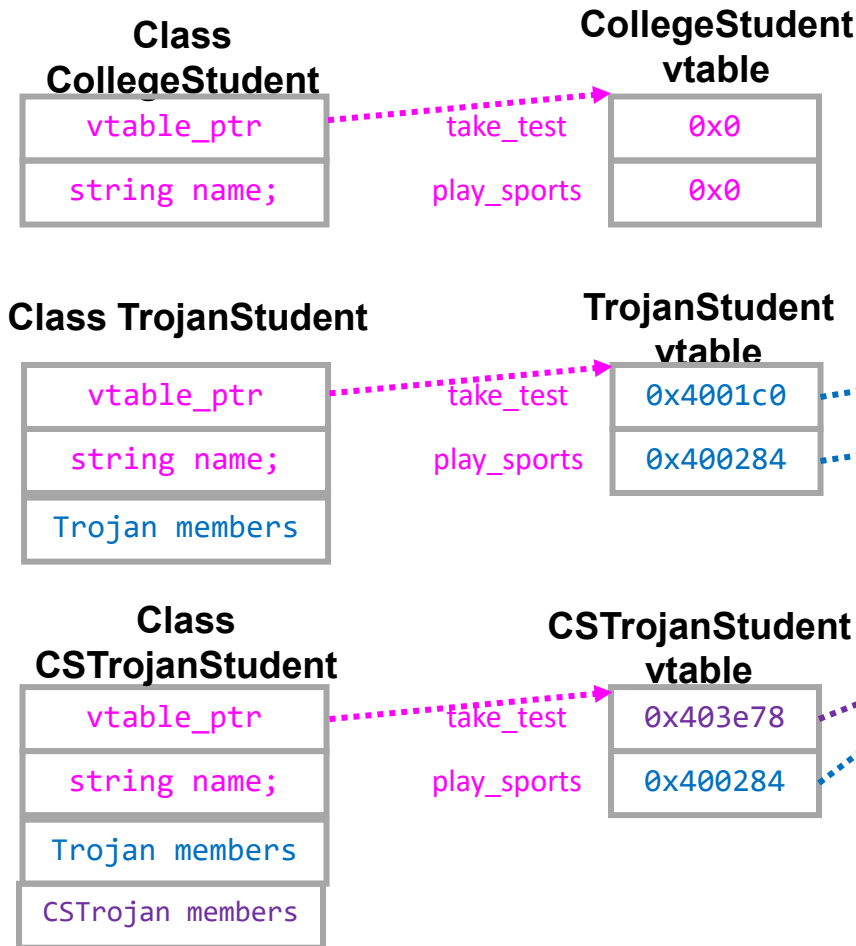 Class
CollegeStudent
CollegeStudent
vtable
vtable_ptr
take_test
0x0
string name;
play_sports
0x0
Class TrojanStudent
TrojanStudent
vtable
vtable_ptr
take_test
0x4001c0
string name;
play_sports
0x400284
Trojan members
Class
CSTrojanStudent
CSTrojanStudent
vtable
vtable_ptr
take_test
0x403e78
string name;
play_sports
0x400284
Trojan members
CSTrojan members